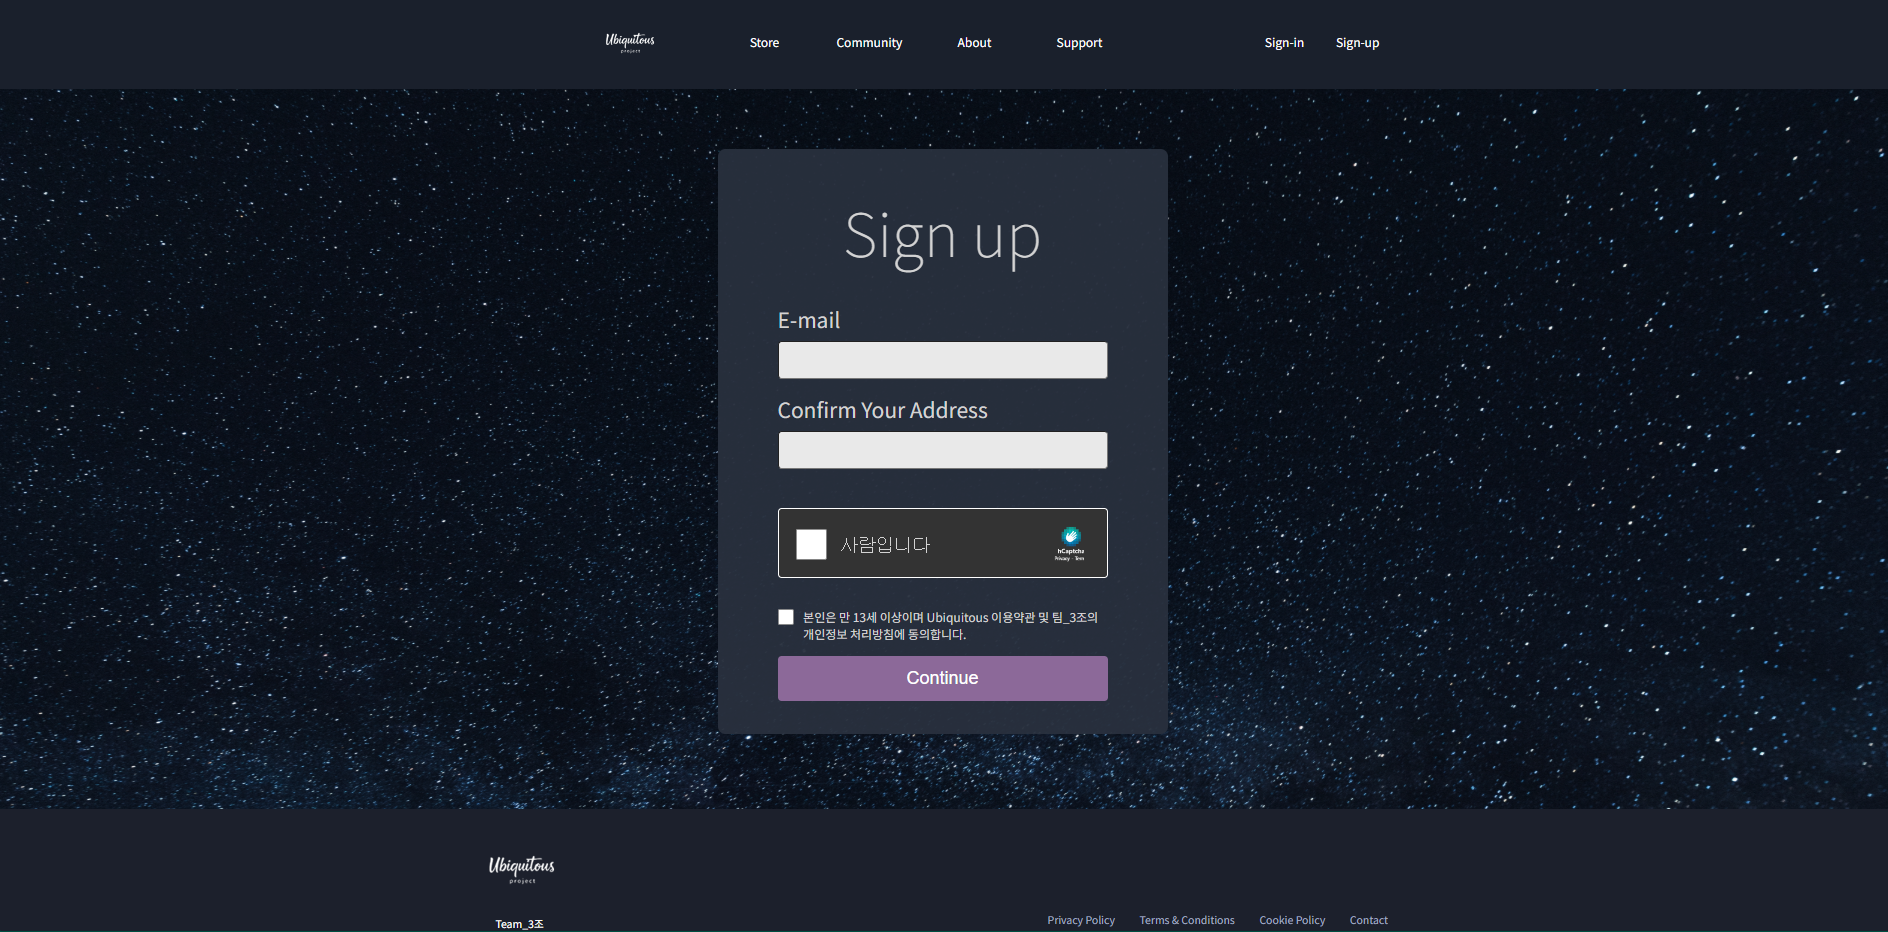 Ubiquitous
project
Store
Community
About
Support
Sign-in
Sign-up
Sign up
E-mail
Confirm Your Address
사람입니다
hCaptcha
Privacy - Term
본인은 만 13세 이상이며 Ubiquitous 이용약관 및 팀_3조의
개인정보 처리방침에 동의합니다.
Continue
Ubiquitous
project
Team_3조
Privacy Policy
Terms & Conditions
Cookie Policy
Contact